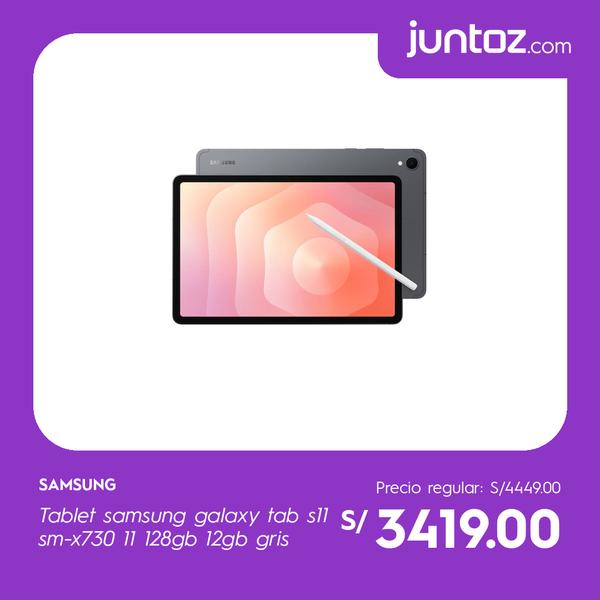 juntoz.com
SAMSUNG
SAMSUNG
Precio regular: S/4449.00
Tablet samsung galaxy tab s11
sm-x730 11 128gb 12gb gris
S/ 3419.00